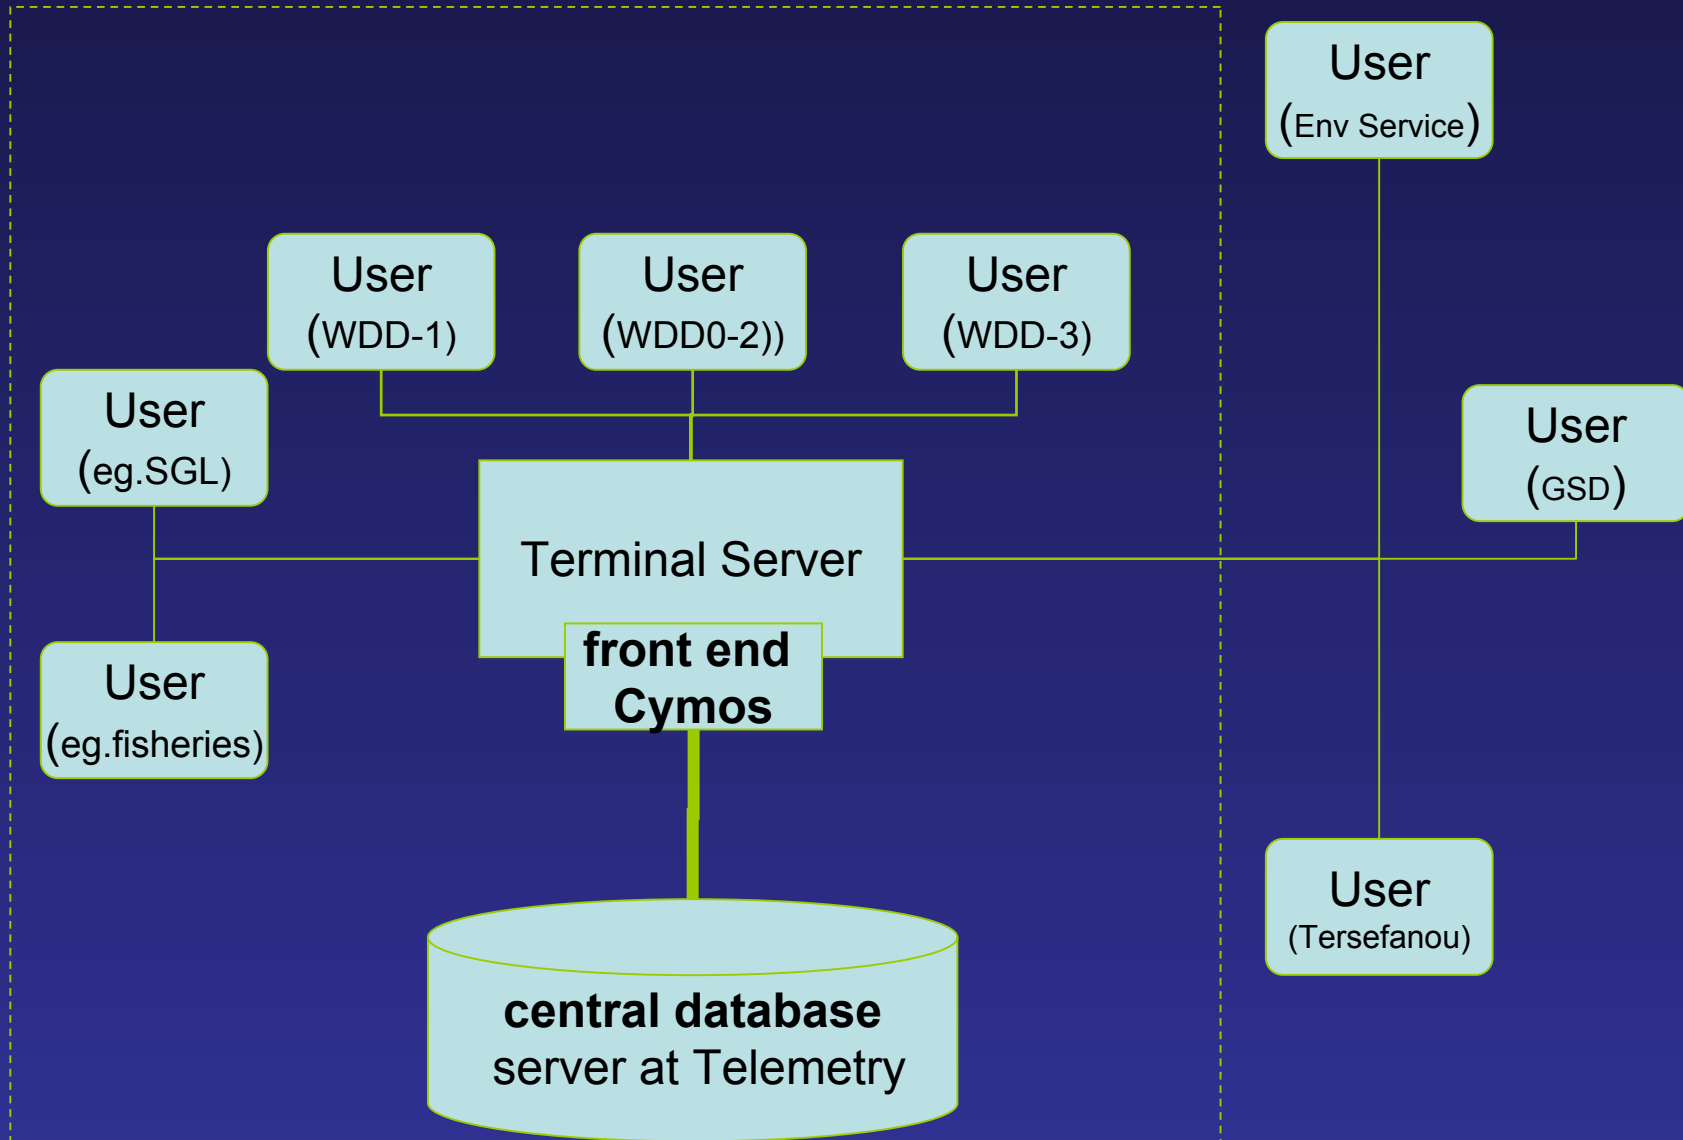 User
(Env Service)
User
(WDD-1)
User
(WDD0-2))
User
(WDD-3)
User
(eg.SGL)
User
(GSD)
Terminal Server
front end
Cymos
User
(eg.fisheries)
User
(Tersefanou)
central database
server at Telemetry